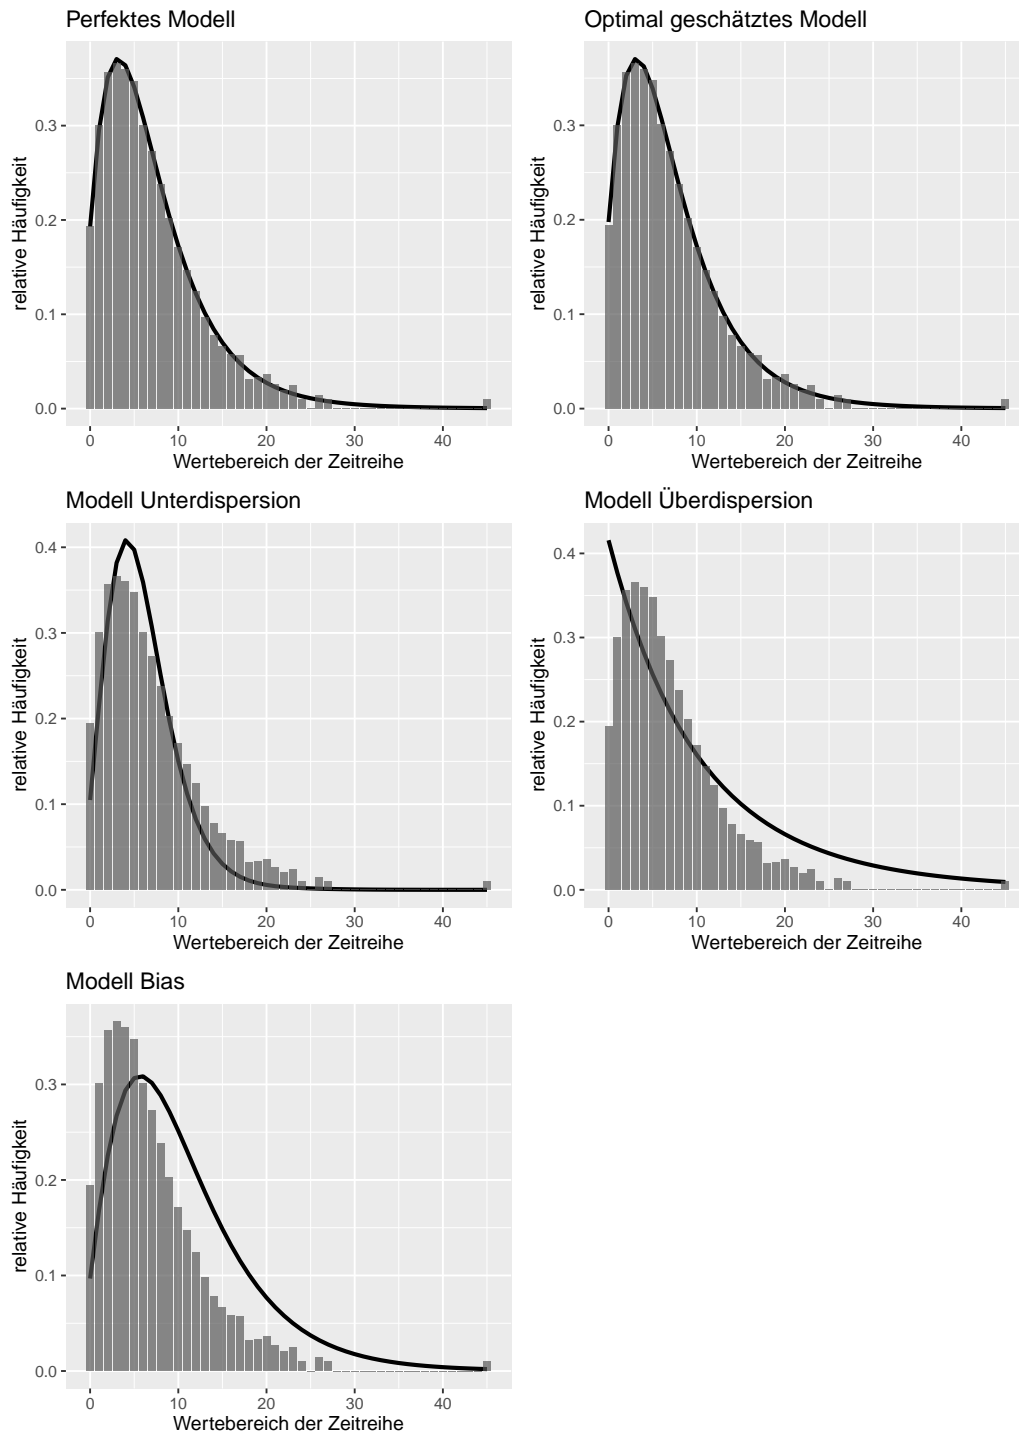 Perfektes Modell
Optimal geschätztes Modell
relative Häufigkeit
0.3
0.2
0.1
0.0
0 10 20 30 40
Wertebereich der Zeitreihe
relative Häufigkeit
0.3
0.2
0.1
0.0
0 10 20 30 40
Wertebereich der Zeitreihe
Modell Unterdispersion
Modell Überdispersion
relative Häufigkeit
0.4
0.3
0.2
0.1
0.0
0 10 20 30 40
Wertebereich der Zeitreihe
relative Häufigkeit
0.4
0.3
0.2
0.1
0.0
0 10 20 30 40
Wertebereich der Zeitreihe
Modell Bias
relative Häufigkeit
0.3
0.2
0.1
0.0
0 10 20 30 40
Wertebereich der Zeitreihe